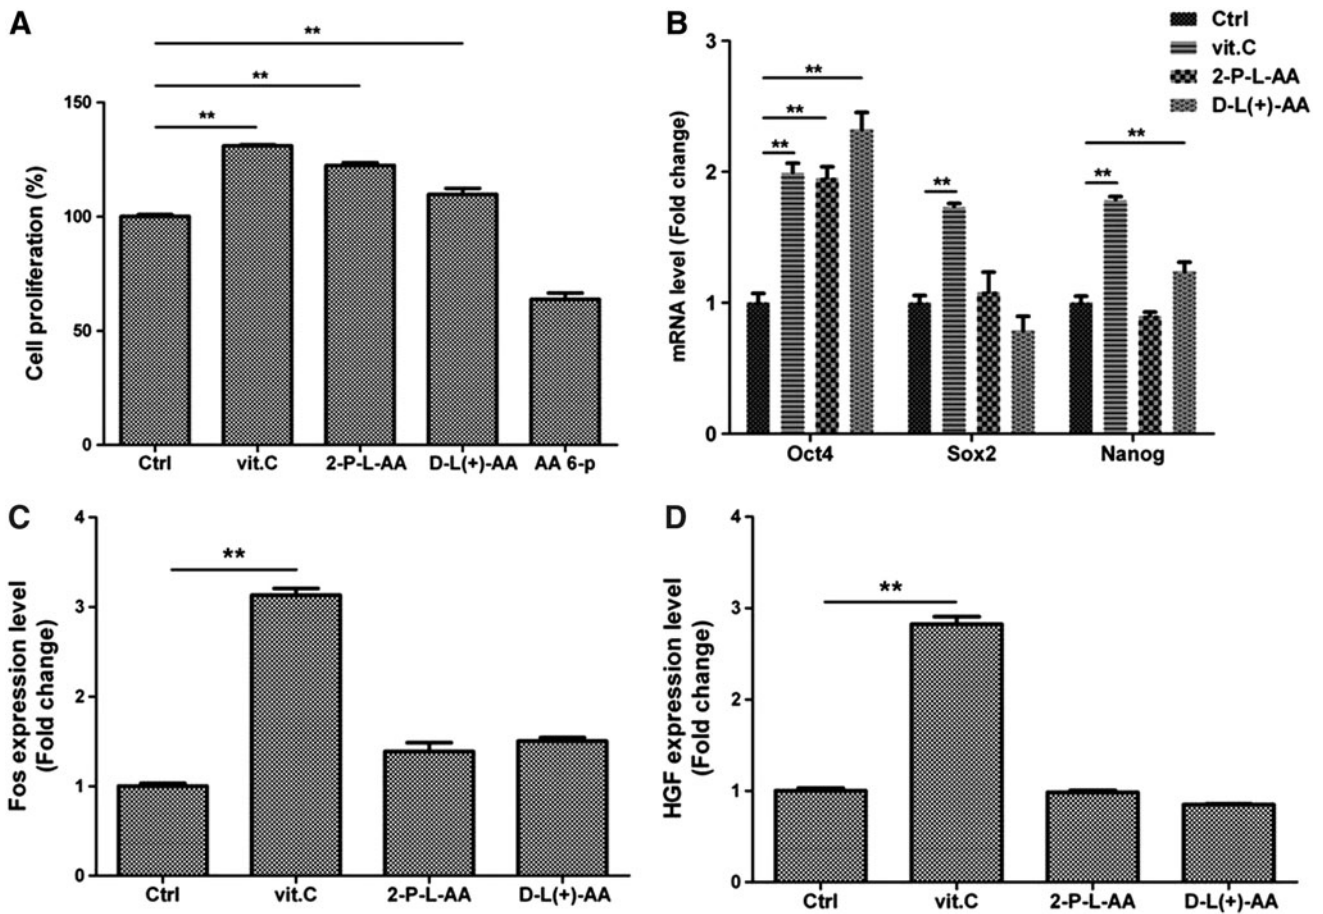 A
**
**
**
150
100
50
0
Cell proliferation (%)
Ctrl vit.C 2-P-L-AA D-L(+)-AA AA 6-p
B
Ctrl
vit.C
2-P-L-AA
D-L(+)-AA
3
2
1
0
mRNA level (Fold change)
**
**
**
**
**
**
Oct4 Sox2 Nanog
C
4
3
2
1
0
Fos expression level
(Fold change)
**
Ctrl vit.C 2-P-L-AA D-L(+)-AA
D
4
3
2
1
0
HGF expression level
(Fold change)
**
Ctrl vit.C 2-P-L-AA D-L(+)-AA